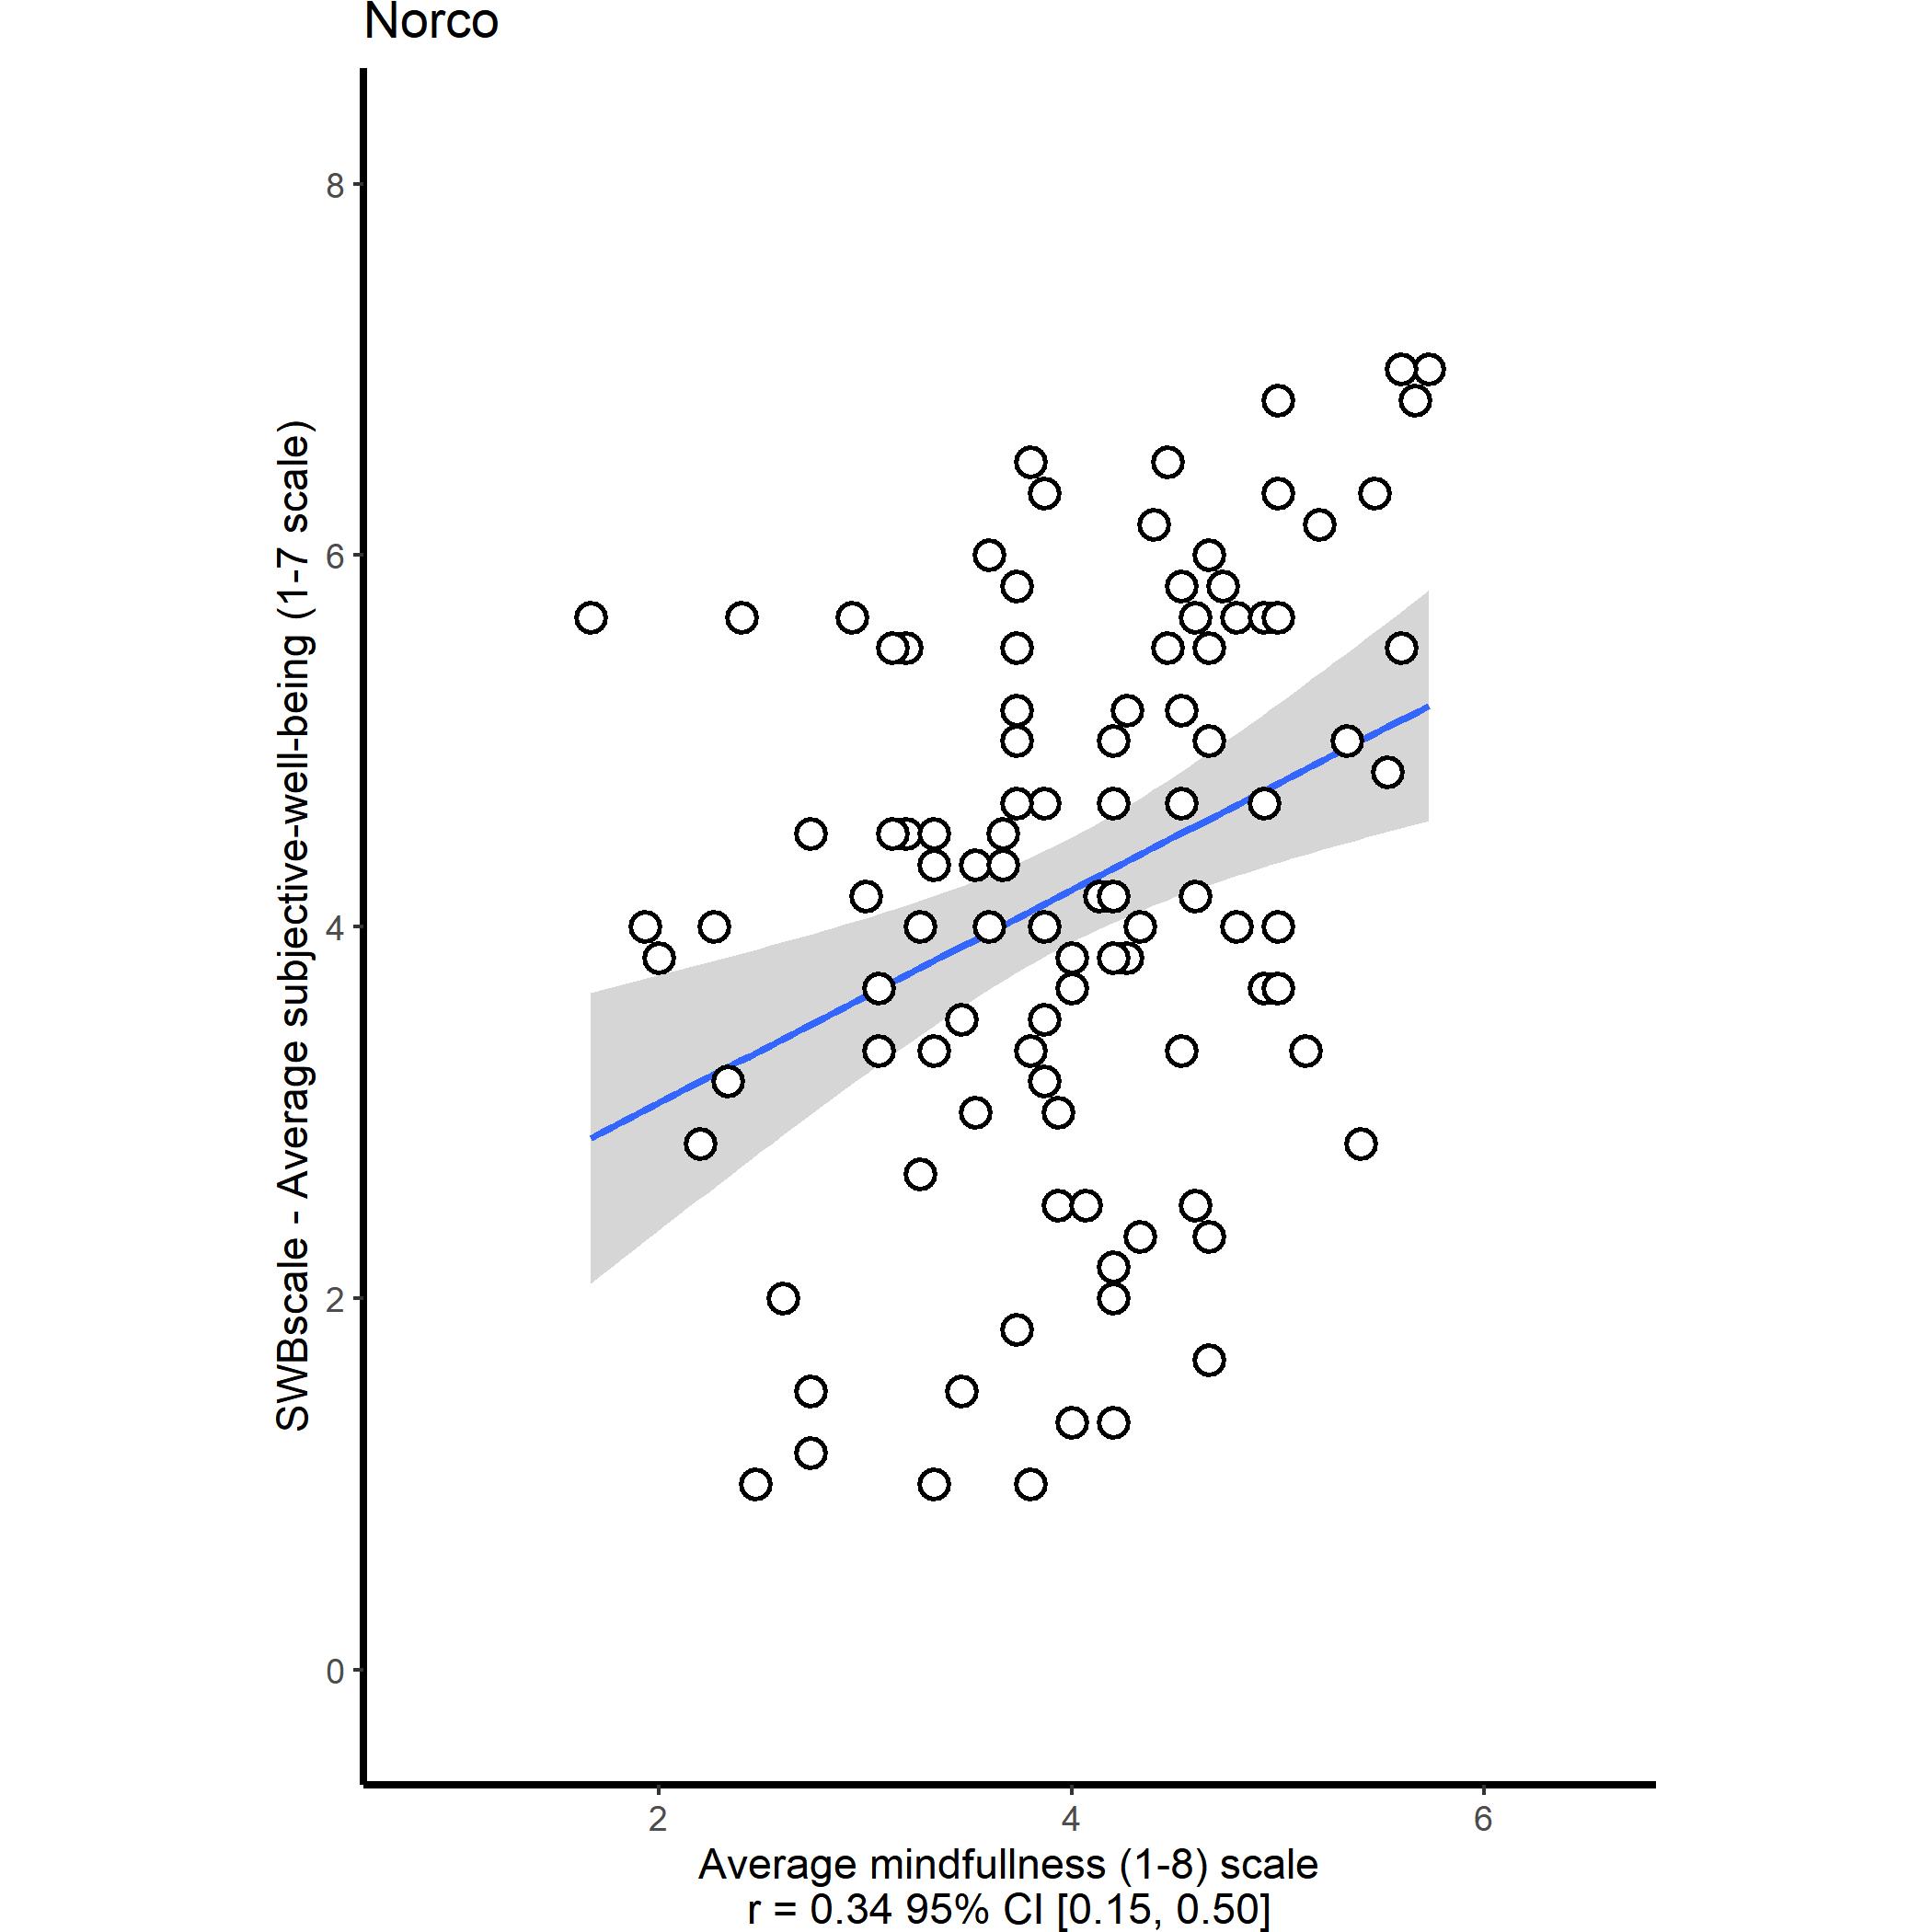 Norco
SWBscale - Average subjective-well-being (1-7 scale)
8
6
4
2
0
2 4 6
Average mindfullness (1-8) scale
r = 0.34 95% CI [0.15, 0.50]